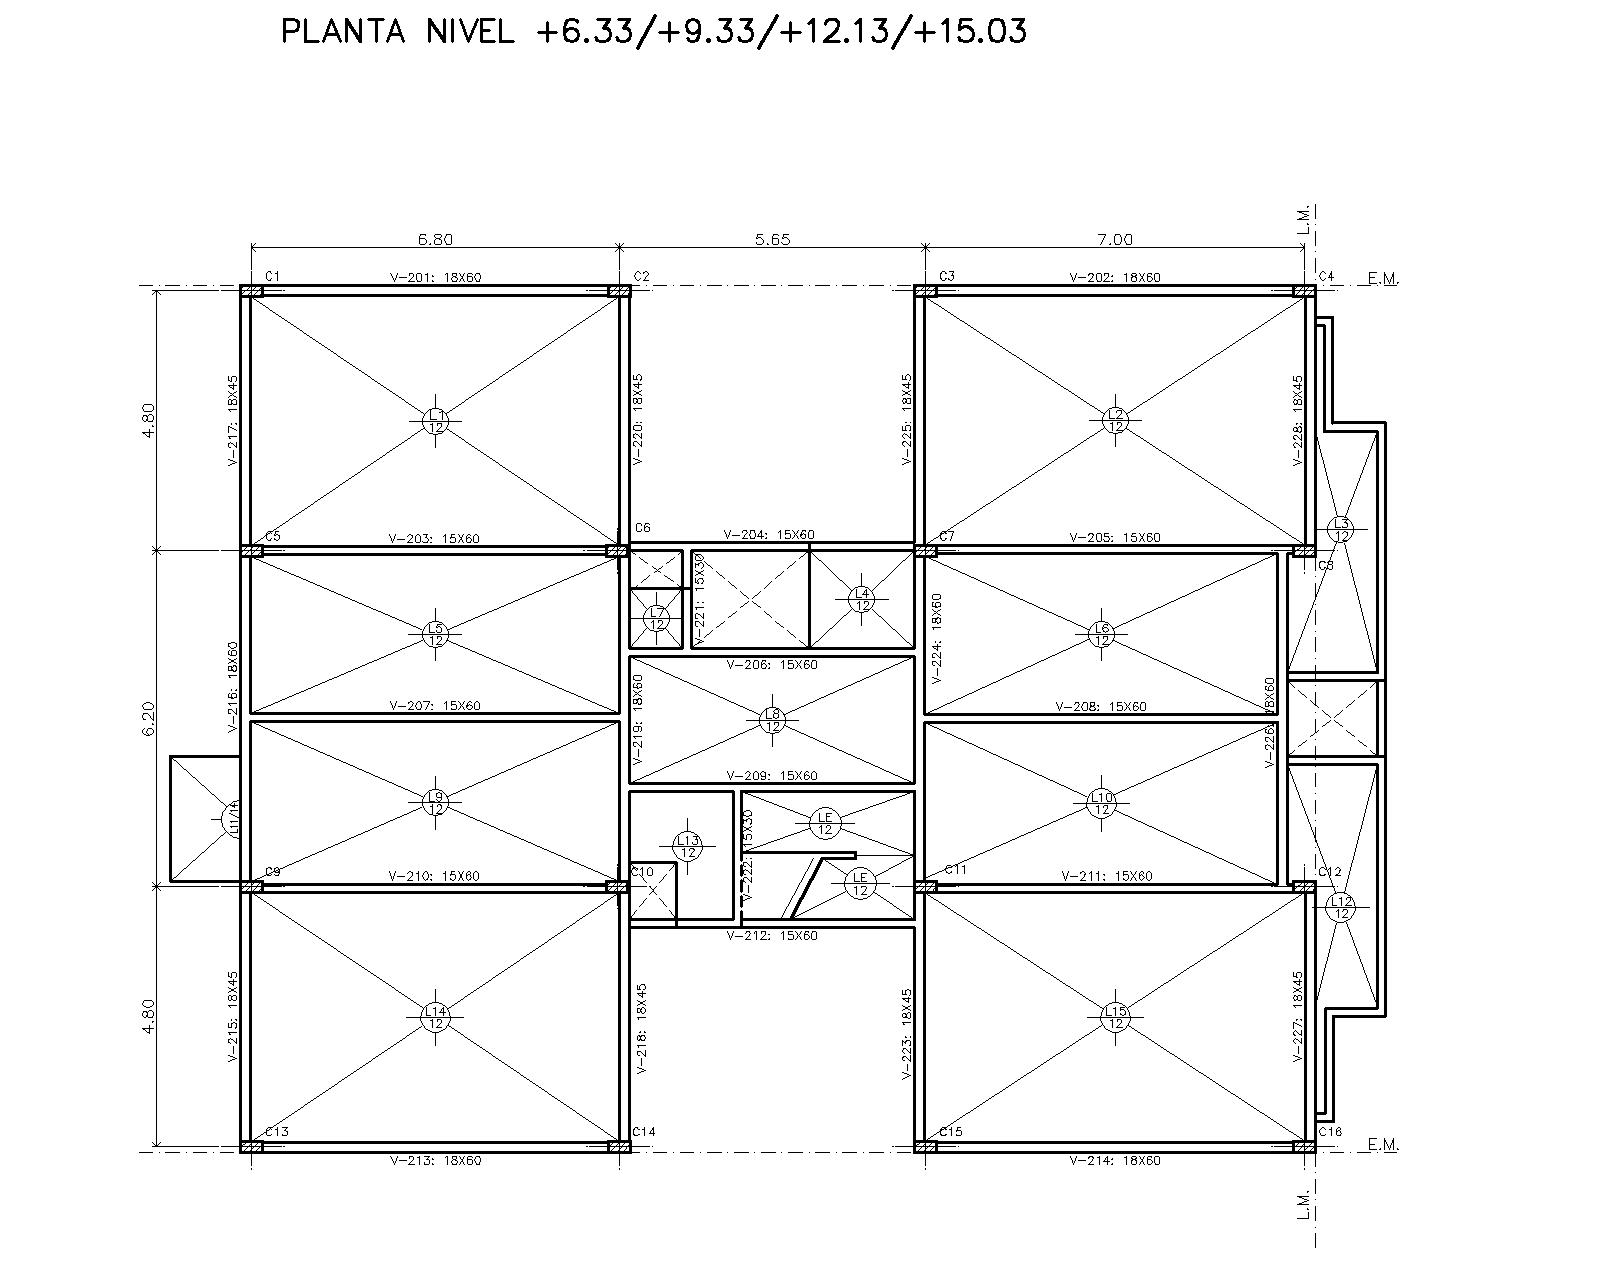 PLANTA NIVEL +6.33/+9.33/+12.13/+15.03
L.M.
6.80 5.65 7.00
C1 V-201: 18X60 C2 C3 V-202: 18X60 C4 E.M.
4.80
V-217: 18X45
L1
12
V-220: 18X45
V-225: 18X45
L2
12
V-228: 18X45
L3
12
C5 V-203: 15X60 C6 V-204: 15X60 C7 V-205: 15X60 C8
6.20
V-216: 18X60
L5
12
L7
12
V-221: 15X30
L4
12
V-224: 18X60
L6
12
V-206: 15X60
V-207: 15X60
V-219: 18X60
L8
12
V-208: 15X60
V-226: 18X60
V-209: 15X60
L11/1
L9
12
L13
12
V-222: 15X30
LE
12
LE
12
L10
12
C9 V-210: 15X60 C10 C11 V-211: 15X60 C12
L12
12
V-212: 15X60
4.80
V-215: 18X45
L14
12
V-218: 18X45
V-223: 18X45
L15
12
V-227: 18X45
C13 V-213: 18X60 C14 C15 V-214: 18X60 C16 E.M.
L.M.